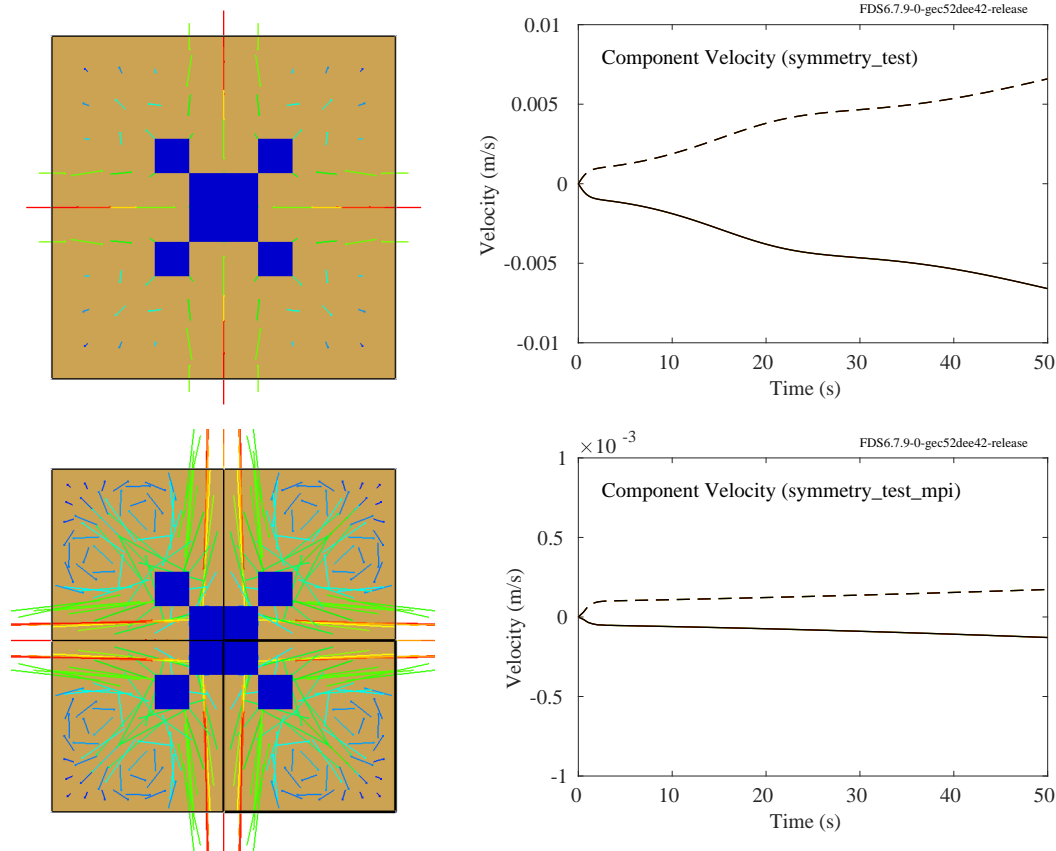 FDS6.7.9-0-gec52dee42-release
Component Velocity (symmetry_test)
Velocity (m/s)
0.01
0.005
0
-0.005
-0.01
0
10
20
30
40
50
Time (s)
×10 -3
FDS6.7.9-0-gec52dee42-release
Component Velocity (symmetry_test_mpi)
Velocity (m/s)
1
0.5
0
-0.5
-1
0
10
20
30
40
50
Time (s)